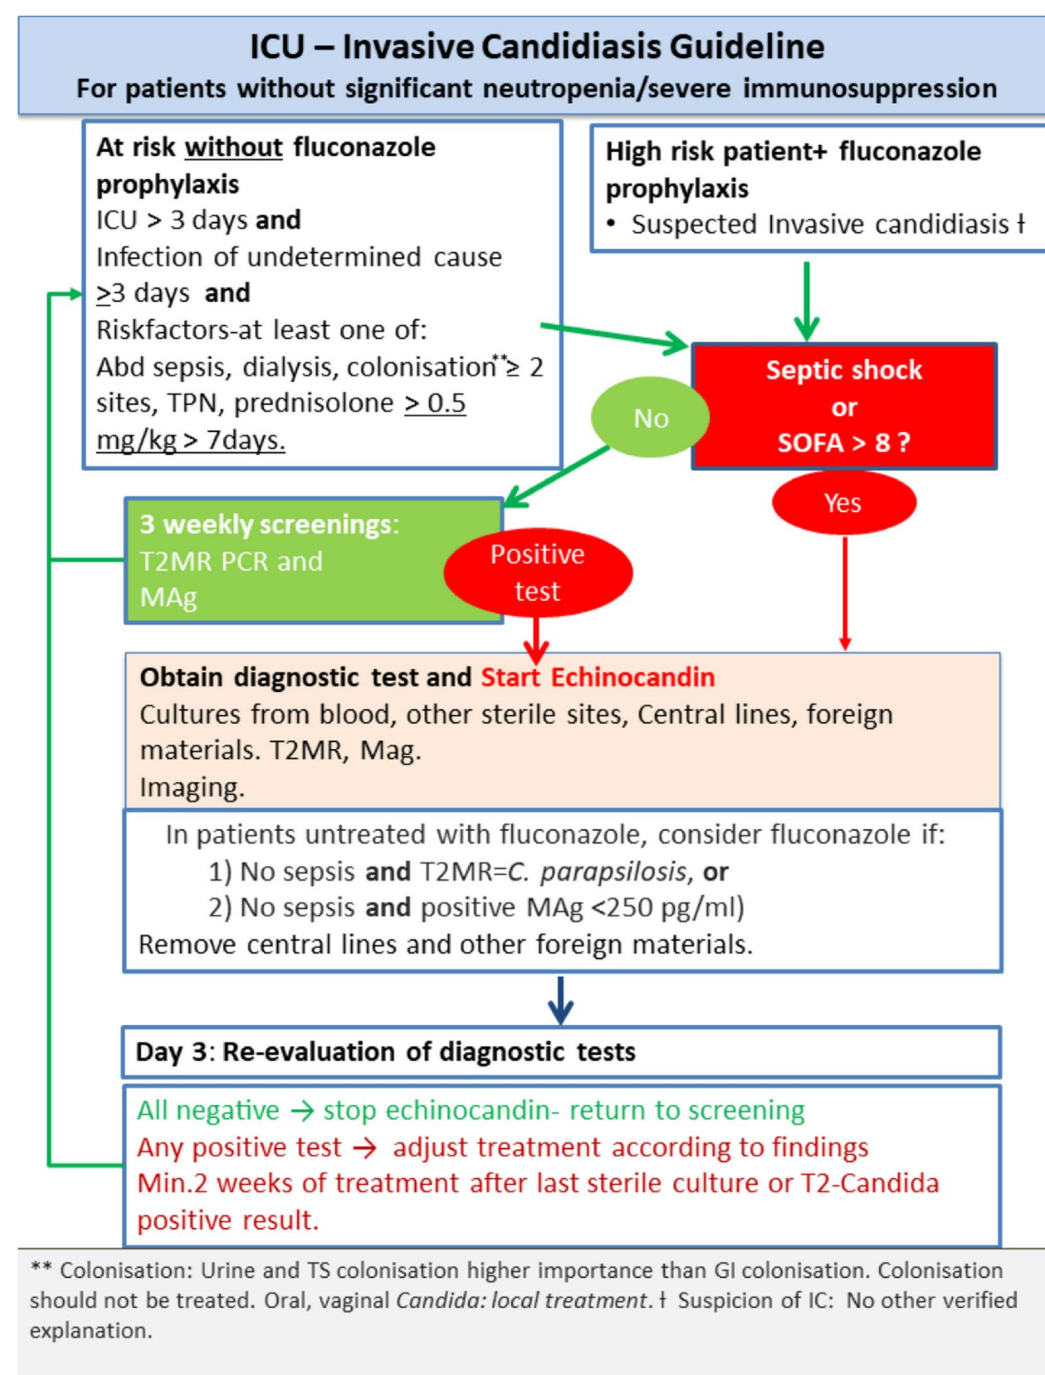 ICU – Invasive Candidiasis Guideline
For patients without significant neutropenia/severe immunosuppression
At risk without fluconazole
prophylaxis
ICU > 3 days and
Infection of undetermined cause
≥3 days and
Riskfactors-at least one of:
Abd sepsis, dialysis, colonisation**≥ 2
sites, TPN, prednisolone > 0.5
mg/kg > 7days.
High risk patient+ fluconazole
prophylaxis
• Suspected Invasive candidiasis ƚ
Septic shock
or
SOFA > 8 ?
No
Yes
3 weekly screenings:
T2MR PCR and
MAg
Positive
test
Obtain diagnostic test and Start Echinocandin
Cultures from blood, other sterile sites, Central lines, foreign
materials. T2MR, Mag.
Imaging.
In patients untreated with fluconazole, consider fluconazole if:
1) No sepsis and T2MR=C. parapsilosis, or
2) No sepsis and positive MAg <250 pg/ml)
Remove central lines and other foreign materials.
Day 3: Re-evaluation of diagnostic tests
All negative → stop echinocandin- return to screening
Any positive test → adjust treatment according to findings
Min.2 weeks of treatment after last sterile culture or T2-Candida
positive result.
** Colonisation: Urine and TS colonisation higher importance than GI colonisation. Colonisation
should not be treated. Oral, vaginal Candida: local treatment. ƚ Suspicion of IC: No other verified
explanation.